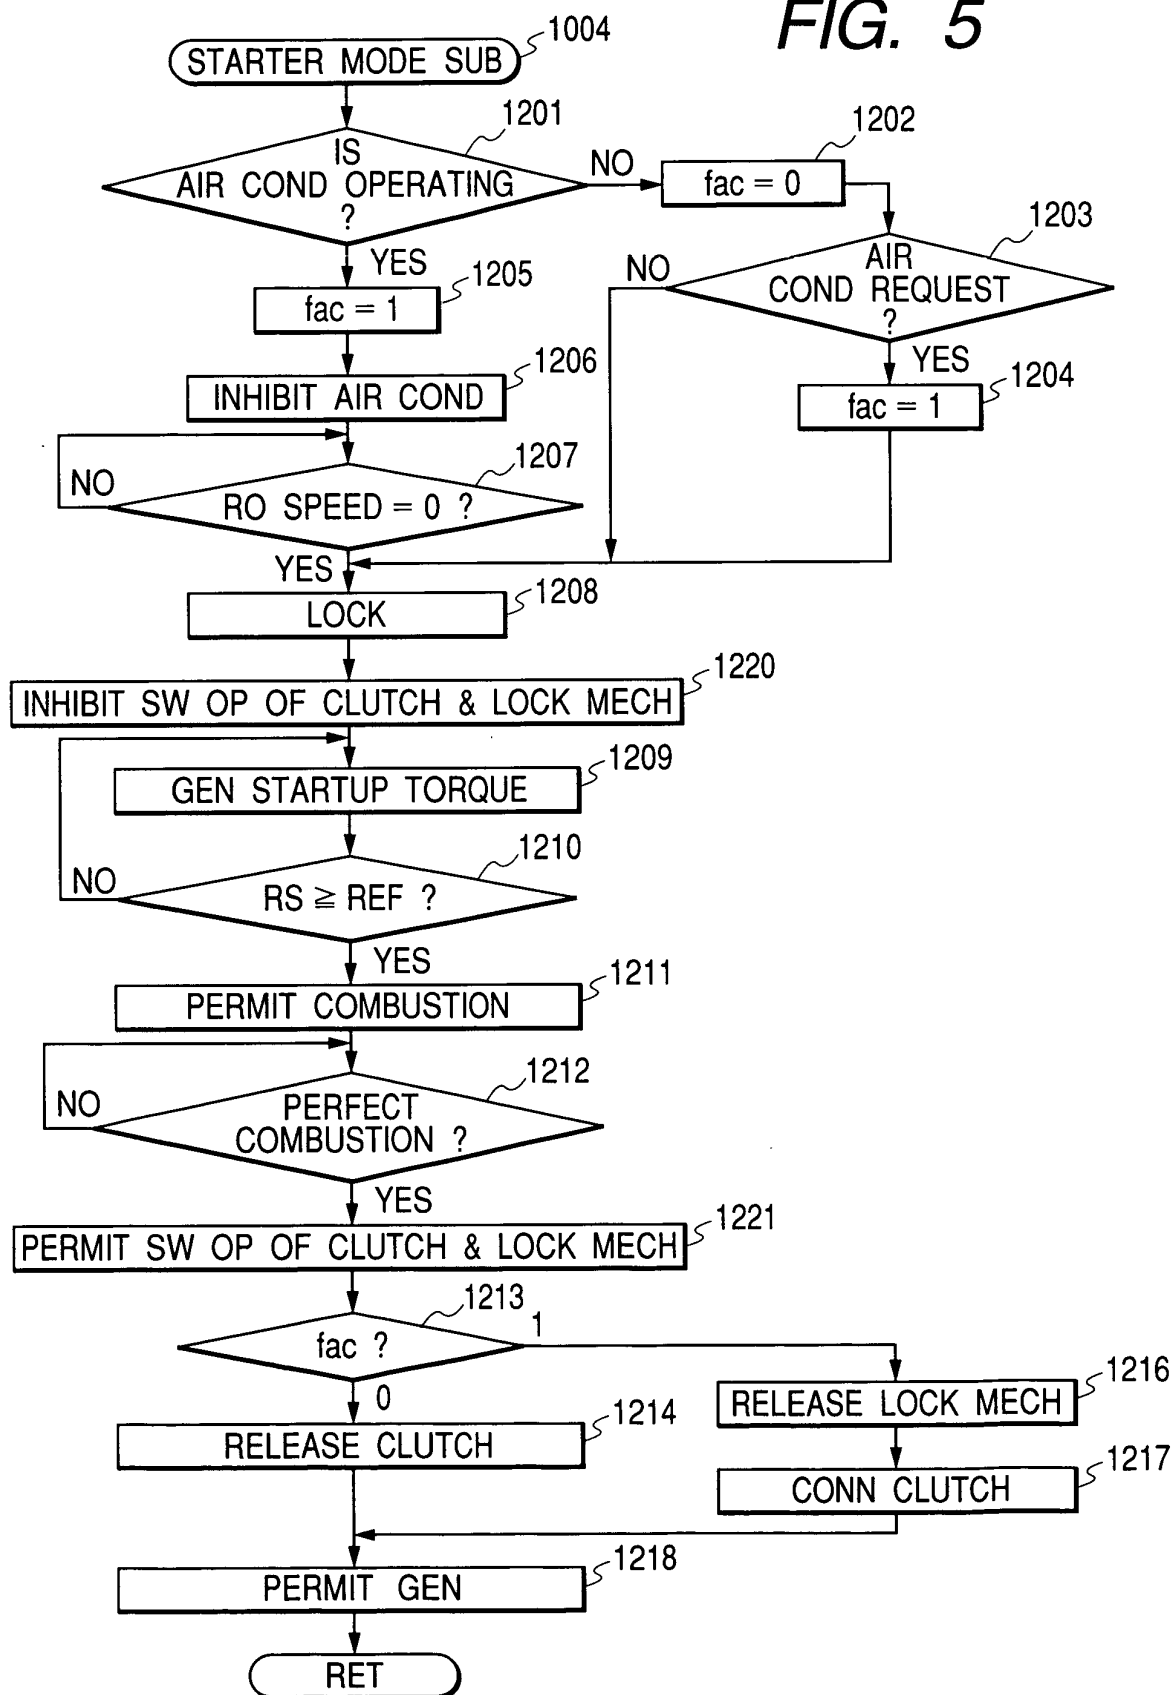 FIG. 5
STARTER MODE SUB
1004
IS
AIR COND OPERATING
?
1201
NO
fac = 0
1202
AIR
COND REQUEST
?
1203
NO
YES
fac = 1
1204
YES
fac = 1
1205
INHIBIT AIR COND
1206
RO SPEED = 0 ?
1207
NO
YES
LOCK
1208
INHIBIT SW OP OF CLUTCH & LOCK MECH
1220
GEN STARTUP TORQUE
1209
RS ≧ REF ?
1210
NO
YES
PERMIT COMBUSTION
1211
PERFECT
COMBUSTION ?
1212
NO
YES
PERMIT SW OP OF CLUTCH & LOCK MECH
1221
fac ?
1213
1
0
RELEASE CLUTCH
1214
RELEASE LOCK MECH
1216
CONN CLUTCH
1217
PERMIT GEN
1218
RET